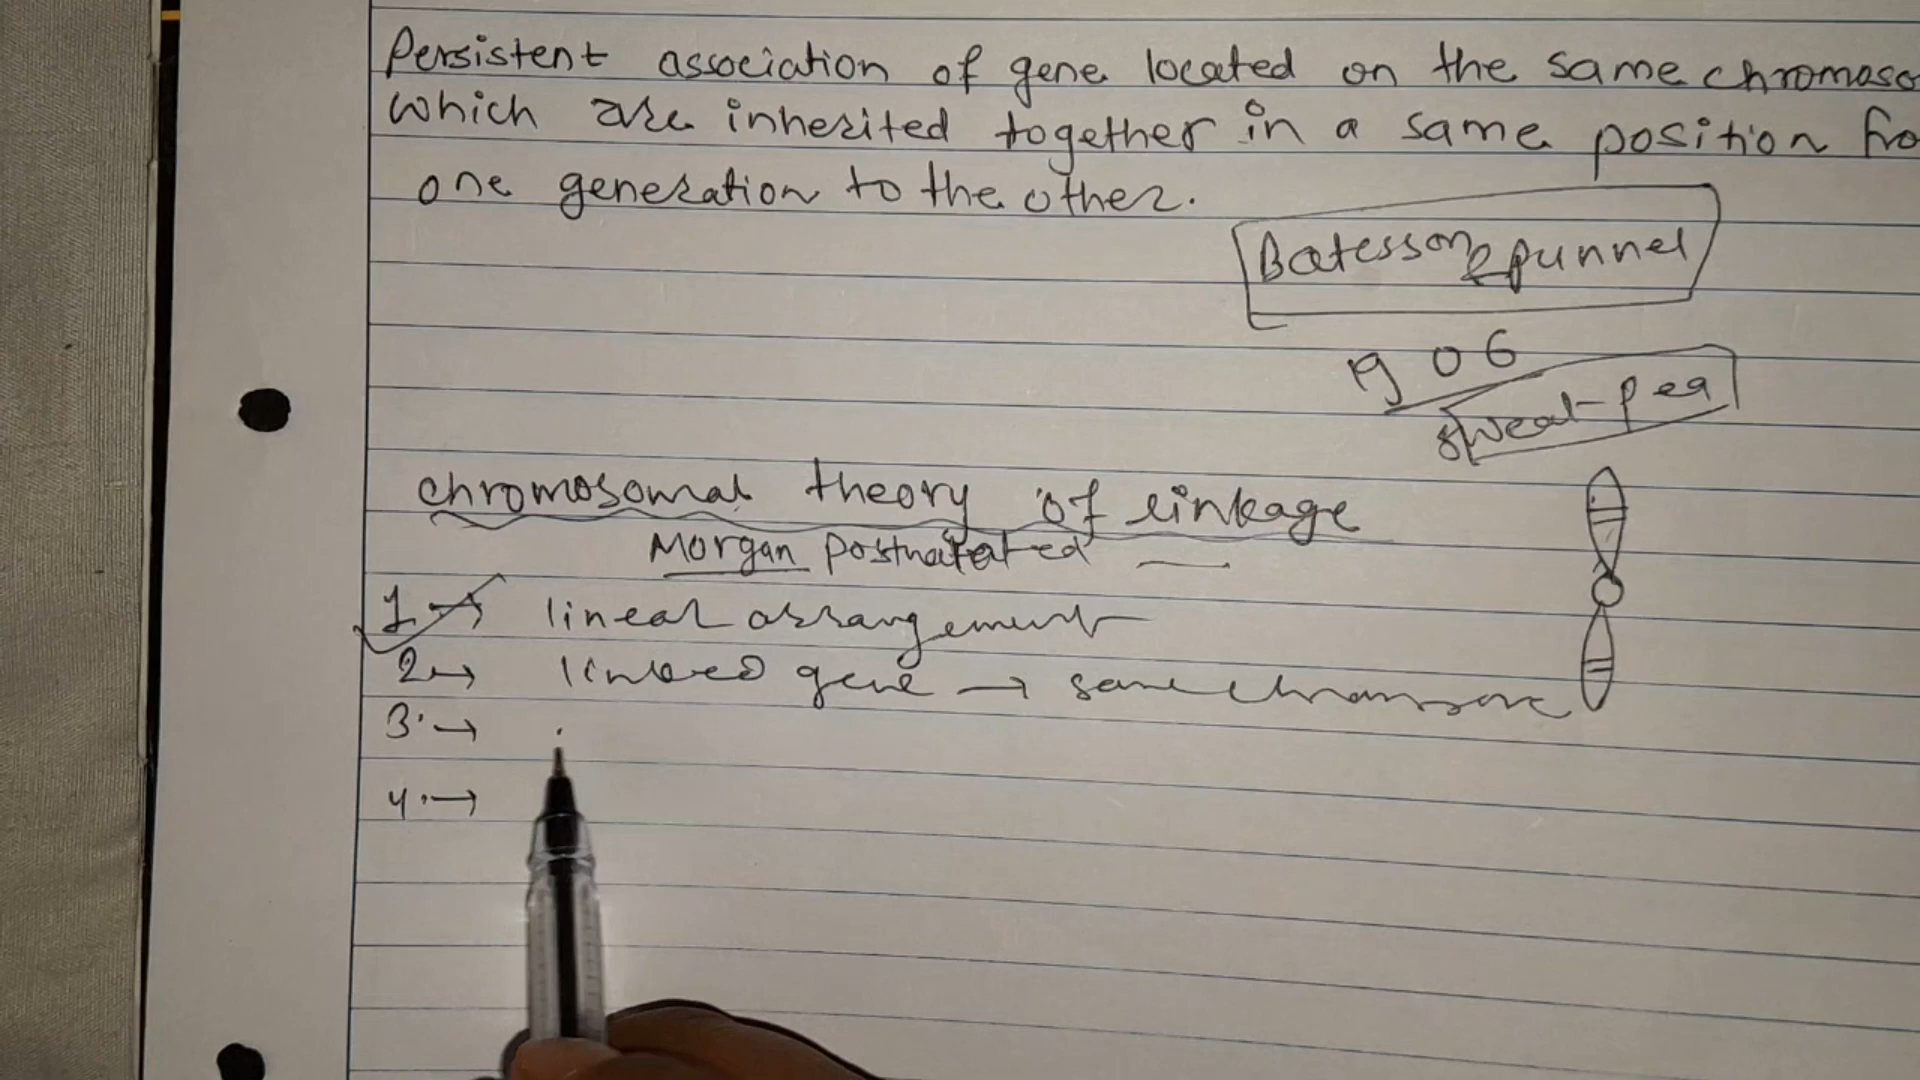 Persistent association of gene located on the same chromoso
which are inherited together in a same position fro
one generation to the other.
Batesson & punnel
1906
sweat-pea
chromosomal theory of linkage
Morgan
1 → linear arrangement
2 → linked gene → same chromosome
3. →
4. →